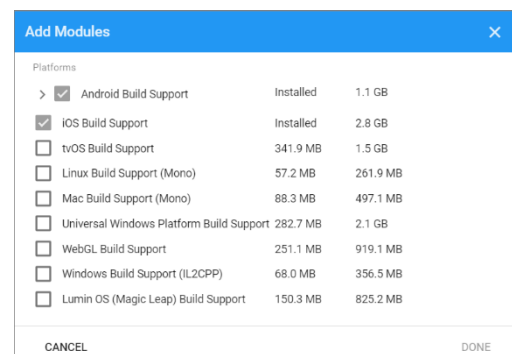 Add Modules
Platforms
Android Build Support Installed 1.1 GB
iOS Build Support Installed 2.8 GB
tvOS Build Support 341.9 MB 1.5 GB
Linux Build Support (Mono) 57.2 MB 261.9 MB
Mac Build Support (Mono) 88.3 MB 497.1 MB
Universal Windows Platform Build Support 282.7 MB 2.1 GB
WebGL Build Support 251.1 MB 919.1 MB
Windows Build Support (IL2CPP) 68.0 MB 356.5 MB
Lumin OS (Magic Leap) Build Support 150.3 MB 825.2 MB
CANCEL DONE